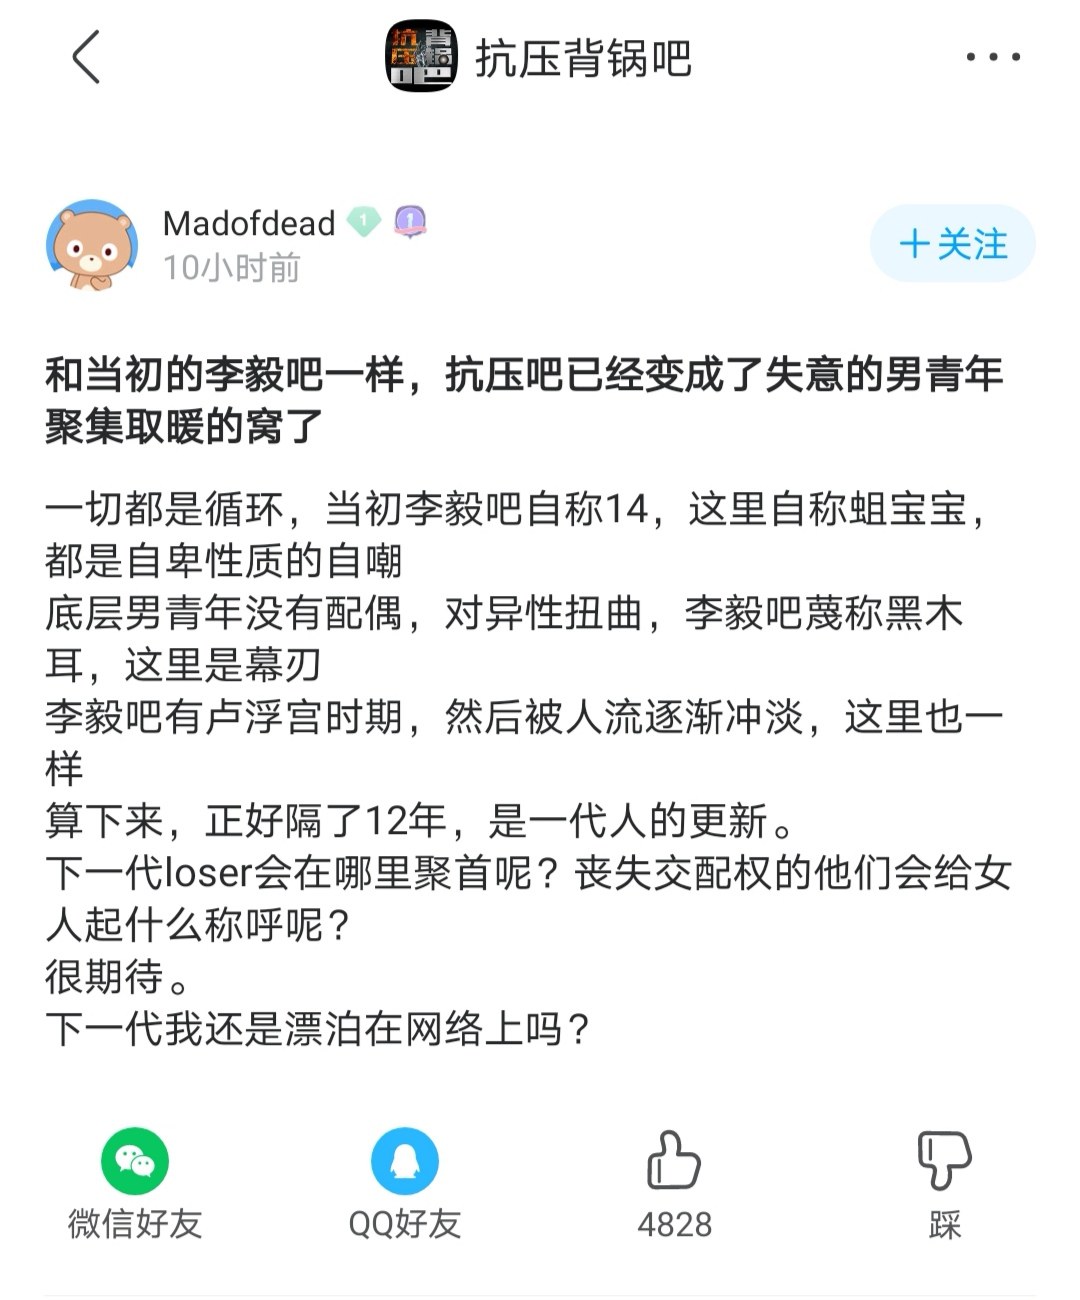 抗压背锅吧
抗压背锅吧
Madofdead 1 1
10小时前
+关注
和当初的李毅吧一样，抗压吧已经变成了失意的男青年
聚集取暖的窝了
一切都是循环，当初李毅吧自称14，这里自称蛆宝宝，
都是自卑性质的自嘲
底层男青年没有配偶，对异性扭曲，李毅吧蔑称黑木
耳，这里是幕刃
李毅吧有卢浮宫时期，然后被人流逐渐冲淡，这里也一
样
算下来，正好隔了12年，是一代人的更新。
下一代loser会在哪里聚首呢？丧失交配权的他们会给女
人起什么称呼呢？
很期待。
下一代我还是漂泊在网络上吗？
微信好友 QQ好友 4828 踩